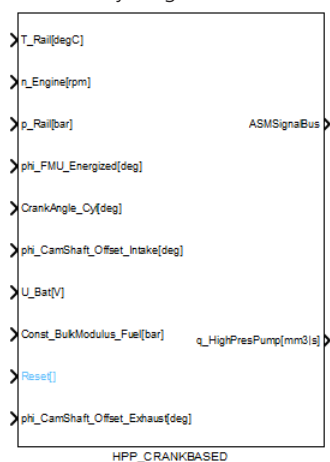 T_Rail[degC]
n_Engine[rpm]
p_Rail[bar]
ASMSignalBus
phi_FMU_Energized[deg]
CrankAngle_Cyl[deg]
phi_CamShaft_Offset_Intake[deg]
U_Bat[V]
Const_BulkModulus_Fuel[bar]
q_HighPresPump[mm3|s]
Reset[]
phi_CamShaft_Offset_Exhaust[deg]
HPP_CRANKBASED